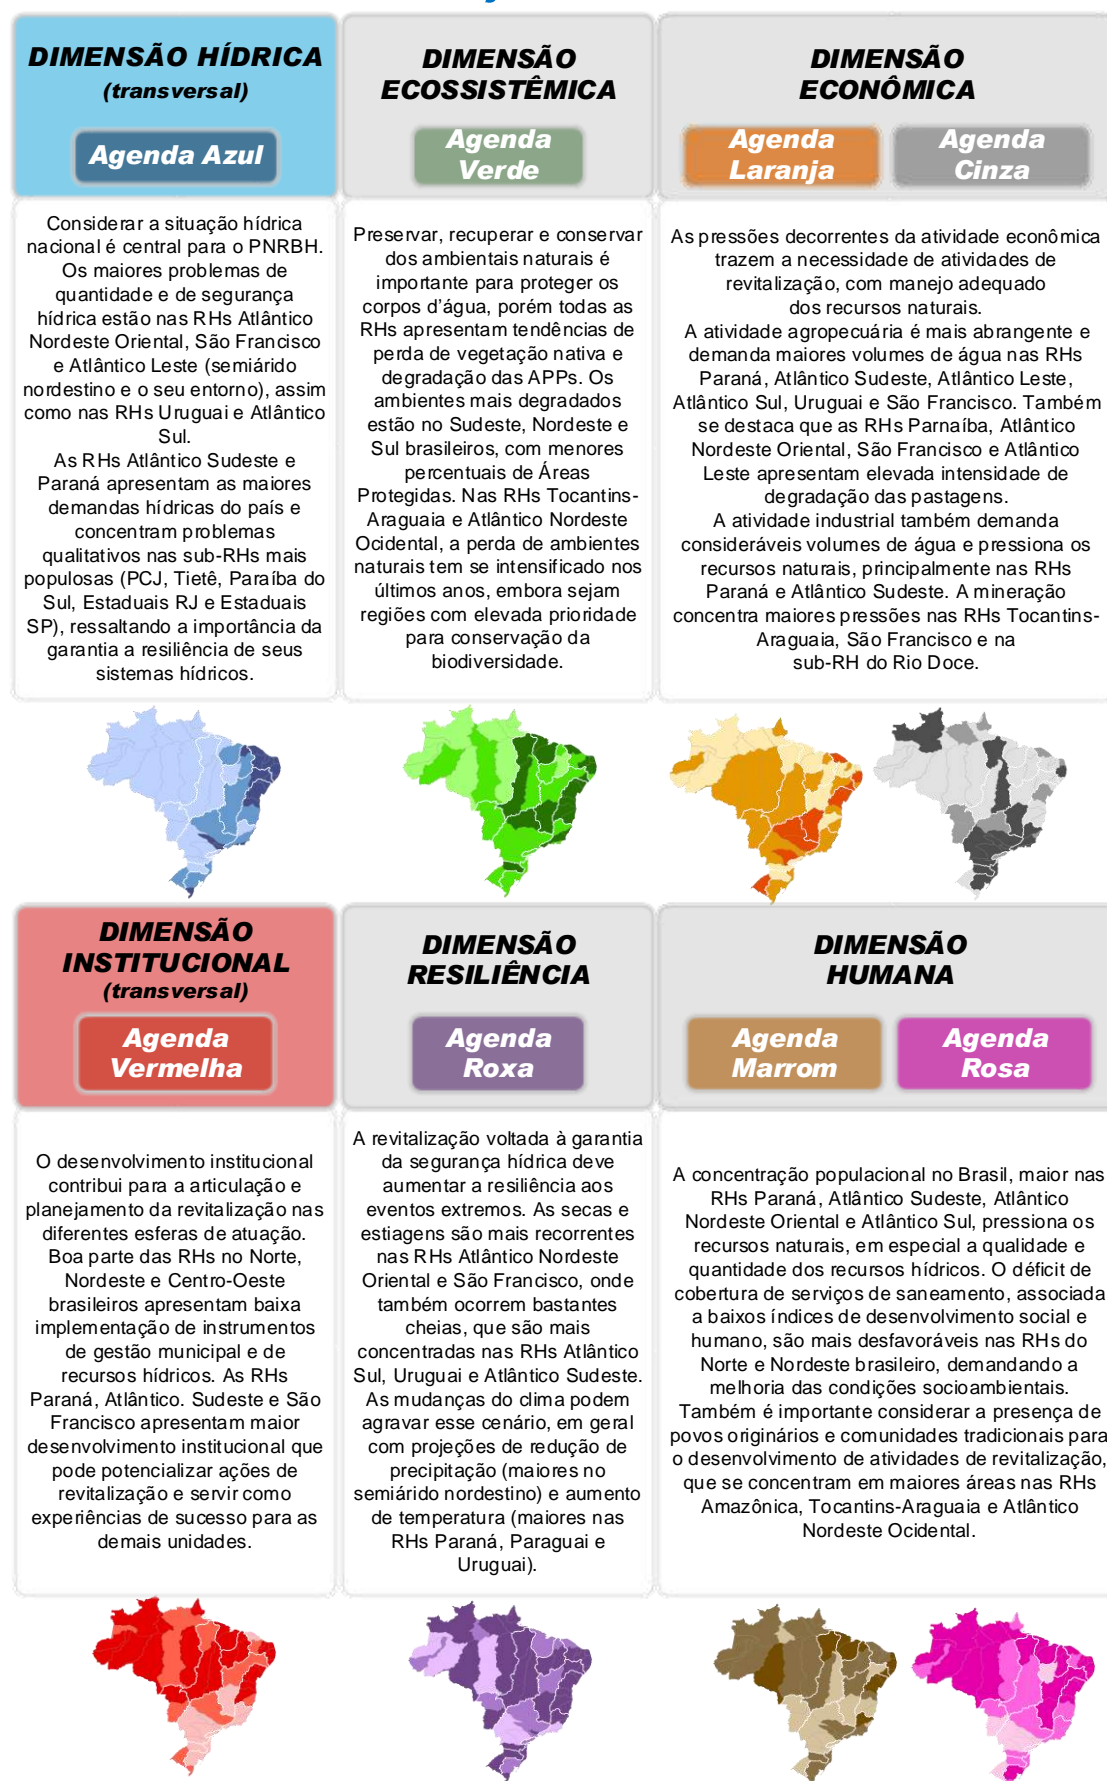 DIMENSÃO HÍDRICA
(transversal)
Agenda Azul
Considerar a situação hídrica
nacional é central para o PNRBH.
Os maiores problemas de
quantidade e de segurança
hídrica estão nas RHs Atlântico
Nordeste Oriental, São Francisco
e Atlântico Leste (semiárido
nordestino e o seu entorno), assim
como nas RHs Uruguai e Atlântico
Sul.
As RHs Atlântico Sudeste e
Paraná apresentam as maiores
demandas hídricas do país e
concentram problemas
qualitativos nas sub-RHs mais
populosas (PCJ, Tietê, Paraíba do
Sul, Estaduais RJ e Estaduais
SP), ressaltando a importância da
garantia a resiliência de seus
sistemas hídricos.
DIMENSÃO
ECOSSISTÊMICA
Agenda
Verde
Preservar, recuperar e conservar
dos ambientais naturais é
importante para proteger os
corpos d’água, porém todas as
RHs apresentam tendências de
perda de vegetação nativa e
degradação das APPs. Os
ambientes mais degradados
estão no Sudeste, Nordeste e
Sul brasileiros, com menores
percentuais de Áreas
Protegidas. Nas RHs Tocantins-
Araguaia e Atlântico Nordeste
Ocidental, a perda de ambientes
naturais tem se intensificado nos
últimos anos, embora sejam
regiões com elevada prioridade
para conservação da
biodiversidade.
DIMENSÃO
ECONÔMICA
Agenda
Laranja
Agenda
Cinza
As pressões decorrentes da atividade econômica
trazem a necessidade de atividades de
revitalização, com manejo adequado
dos recursos naturais.
A atividade agropecuária é mais abrangente e
demanda maiores volumes de água nas RHs
Paraná, Atlântico Sudeste, Atlântico Leste,
Atlântico Sul, Uruguai e São Francisco. Também
se destaca que as RHs Parnaíba, Atlântico
Nordeste Oriental, São Francisco e Atlântico
Leste apresentam elevada intensidade de
degradação das pastagens.
A atividade industrial também demanda
consideráveis volumes de água e pressiona os
recursos naturais, principalmente nas RHs
Paraná e Atlântico Sudeste. A mineração
concentra maiores pressões nas RHs Tocantins-
Araguaia, São Francisco e na
sub-RH do Rio Doce.
DIMENSÃO
INSTITUCIONAL
(transversal)
Agenda
Vermelha
O desenvolvimento institucional
contribui para a articulação e
planejamento da revitalização nas
diferentes esferas de atuação.
Boa parte das RHs no Norte,
Nordeste e Centro-Oeste
brasileiros apresentam baixa
implementação de instrumentos
de gestão municipal e de
recursos hídricos. As RHs
Paraná, Atlântico. Sudeste e São
Francisco apresentam maior
desenvolvimento institucional que
pode potencializar ações de
revitalização e servir como
experiências de sucesso para as
demais unidades.
DIMENSÃO
RESILIÊNCIA
Agenda
Roxa
A revitalização voltada à garantia
da segurança hídrica deve
aumentar a resiliência aos
eventos extremos. As secas e
estiagens são mais recorrentes
nas RHs Atlântico Nordeste
Oriental e São Francisco, onde
também ocorrem bastantes
cheias, que são mais
concentradas nas RHs Atlântico
Sul, Uruguai e Atlântico Sudeste.
As mudanças do clima podem
agravar esse cenário, em geral
com projeções de redução de
precipitação (maiores no
semiárido nordestino) e aumento
de temperatura (maiores nas
RHs Paraná, Paraguai e
Uruguai).
DIMENSÃO
HUMANA
Agenda
Marrom
Agenda
Rosa
A concentração populacional no Brasil, maior nas
RHs Paraná, Atlântico Sudeste, Atlântico
Nordeste Oriental e Atlântico Sul, pressiona os
recursos naturais, em especial a qualidade e
quantidade dos recursos hídricos. O déficit de
cobertura de serviços de saneamento, associada
a baixos índices de desenvolvimento social e
humano, são mais desfavoráveis nas RHs do
Norte e Nordeste brasileiro, demandando a
melhoria das condições socioambientais.
Também é importante considerar a presença de
povos originários e comunidades tradicionais para
o desenvolvimento de atividades de revitalização,
que se concentram em maiores áreas nas RHs
Amazônica, Tocantins-Araguaia e Atlântico
Nordeste Ocidental.